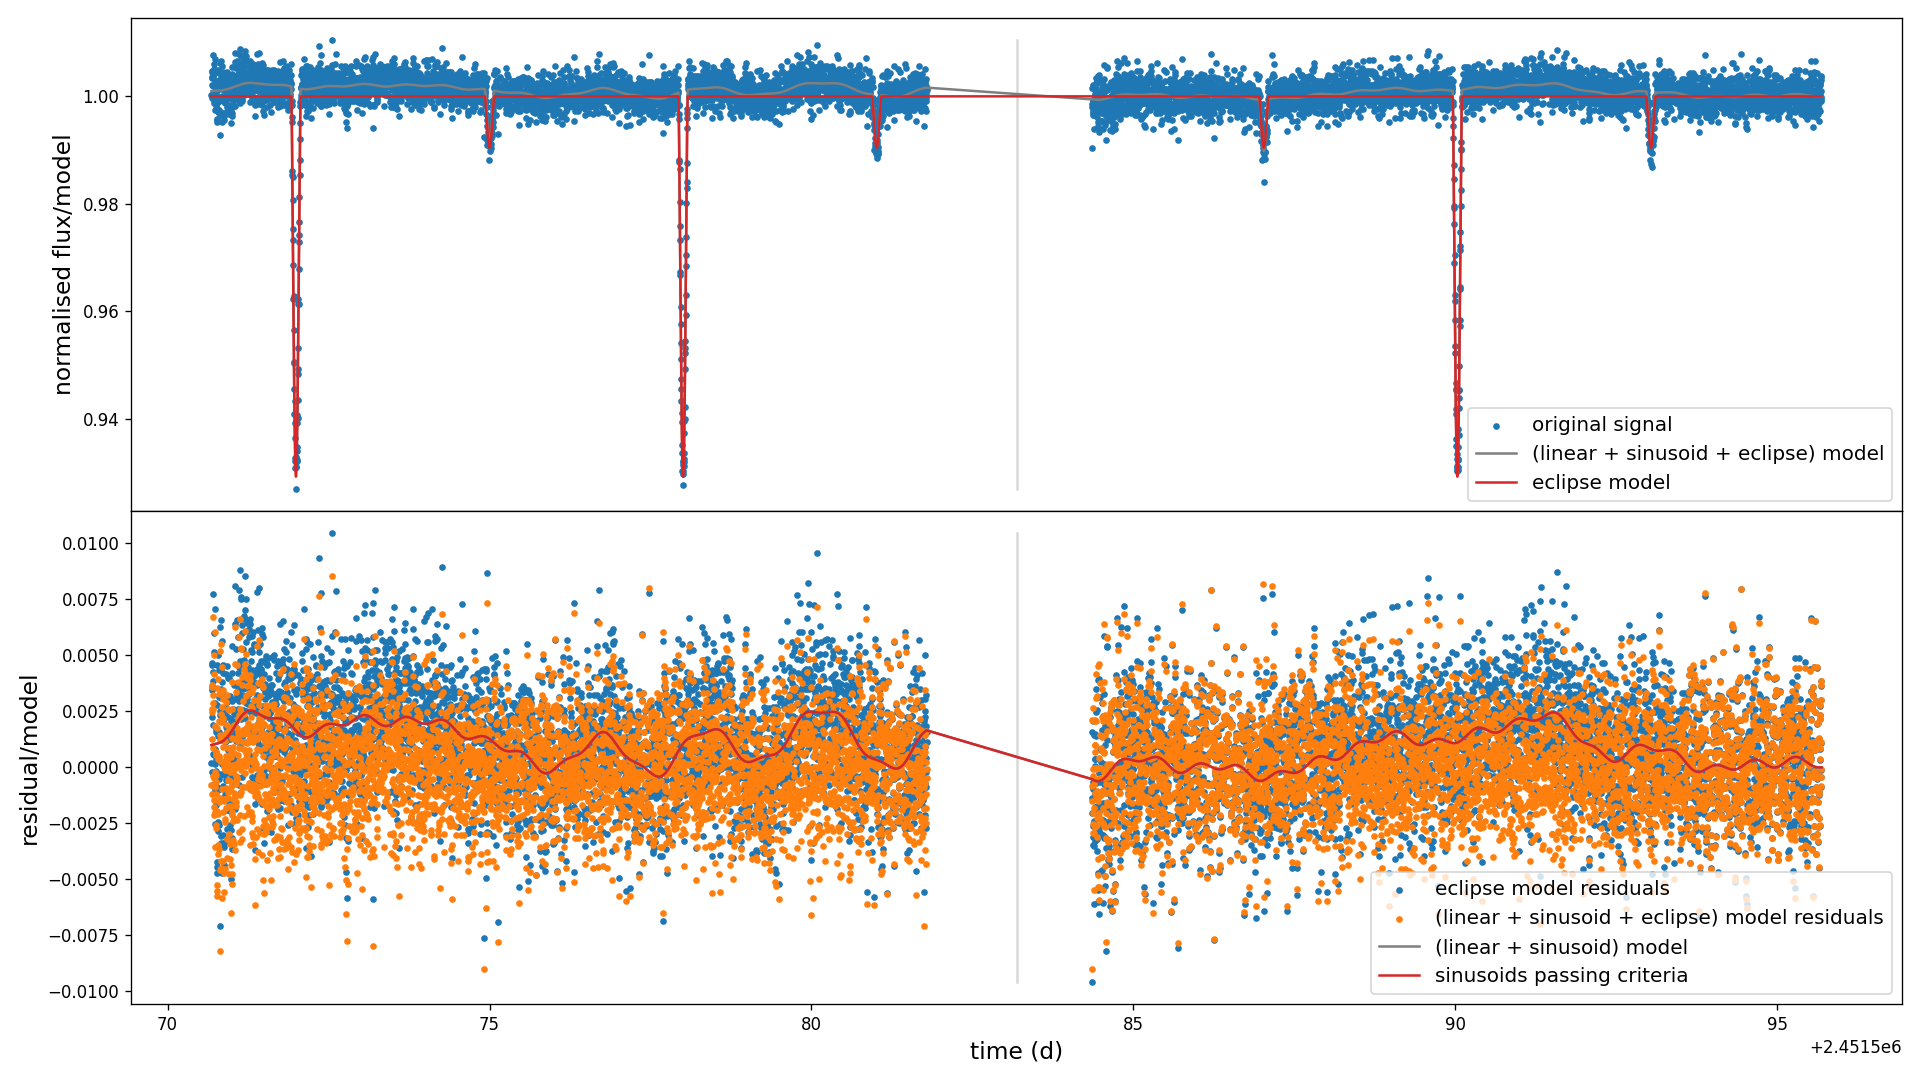 normalised flux/model
1.00
0.98
0.96
0.94
original signal
(linear + sinusoid + eclipse) model
eclipse model
residual/model
0.0100
0.0075
0.0050
0.0025
0.0000
−0.0025
−0.0050
−0.0075
−0.0100
eclipse model residuals
(linear + sinusoid + eclipse) model residuals
(linear + sinusoid) model
sinusoids passing criteria
70 75 80 85 90 95
time (d)
+2.4515e6